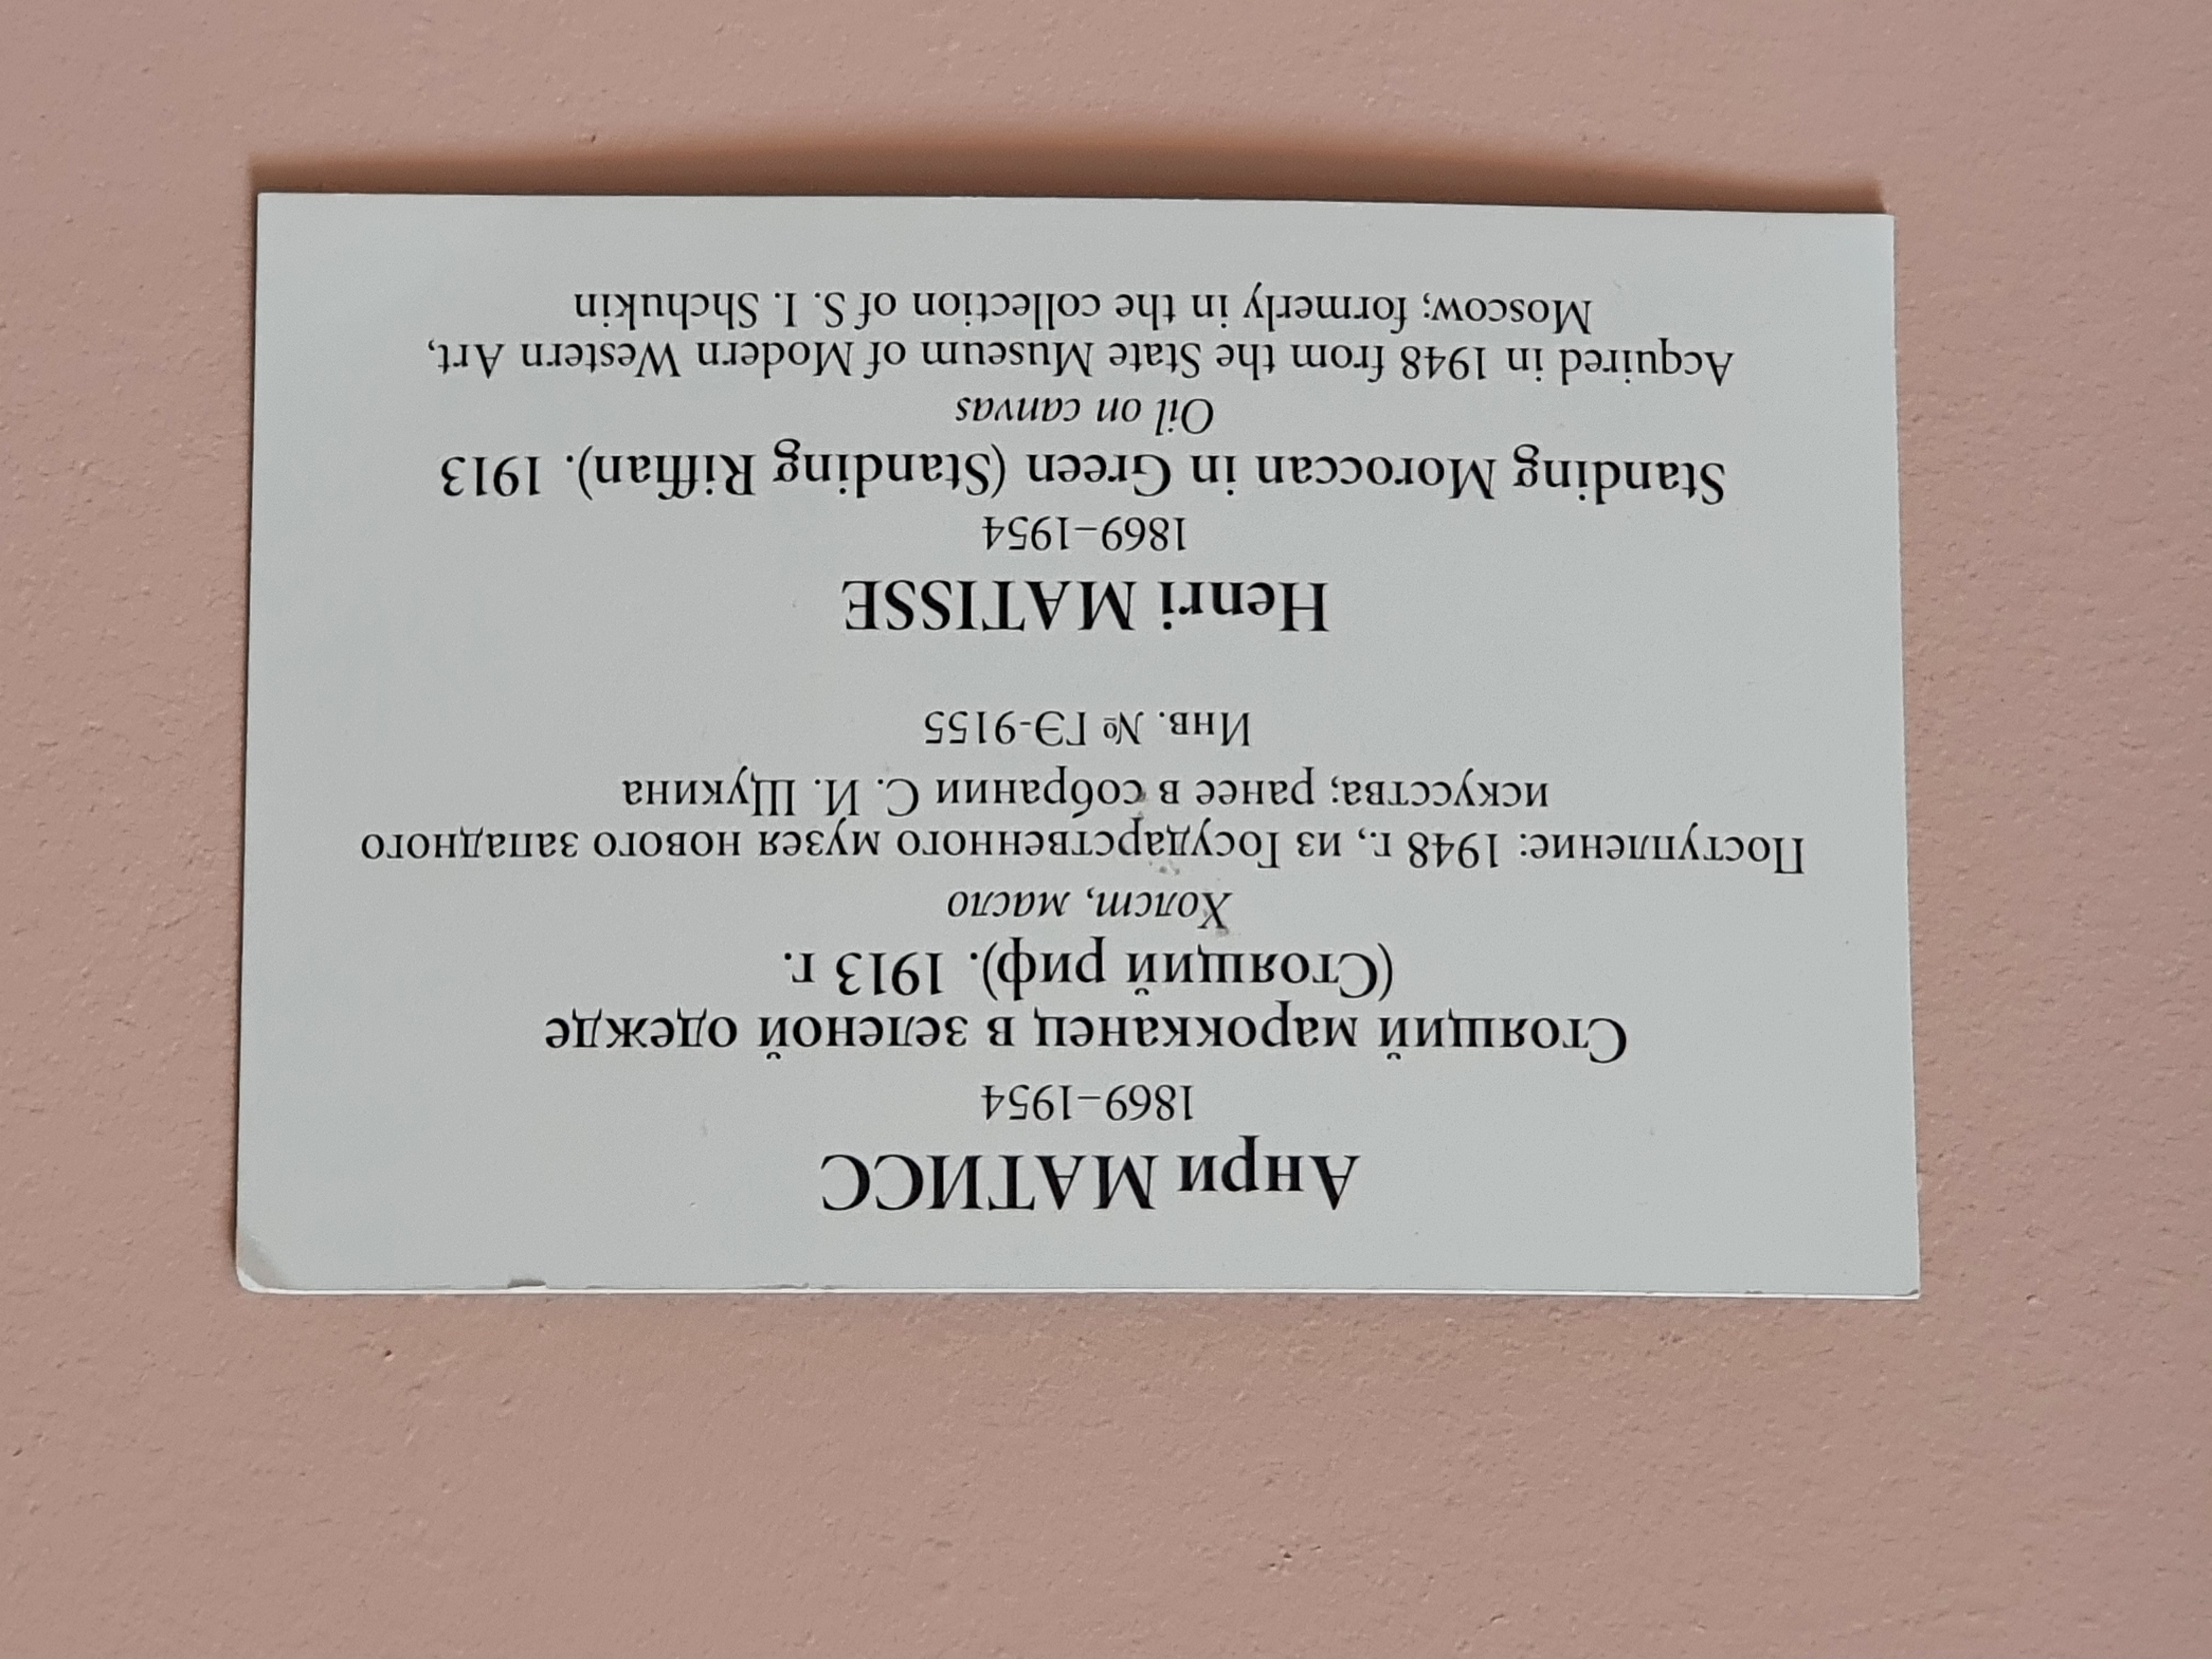 Анри МАТИСС
1869–1954
Стоящий марокканец в зеленой одежде
(Стоящий риф). 1913 г.
Холст, масло
Поступление: 1948 г., из Государственного музея нового западного
искусства; ранее в собрании С. И. Щукина
Инв. № ГЭ-9155
Henri MATISSE
1869–1954
Standing Moroccan in Green (Standing Riffian). 1913
Oil on canvas
Acquired in 1948 from the State Museum of Modern Western Art,
Moscow; formerly in the collection of S. I. Shchukin